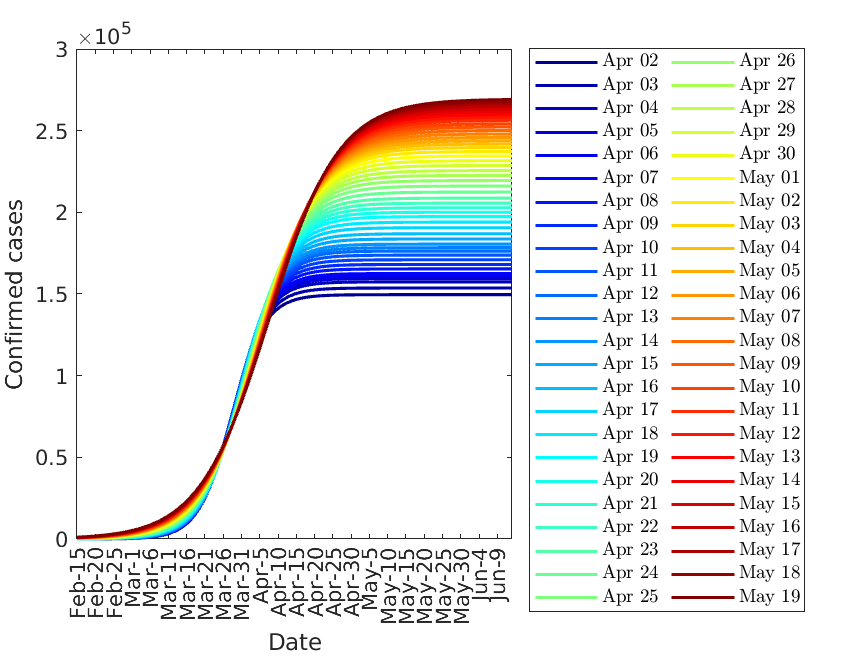 ×10^5
3
2.5
2
1.5
1
0.5
0
Confirmed cases
Feb-15
Feb-20
Feb-25
Mar-1
Mar-6
Mar-11
Mar-16
Mar-21
Mar-26
Mar-31
Apr-5
Apr-10
Apr-15
Apr-20
Apr-25
Apr-30
May-5
May-10
May-15
May-20
May-25
May-30
Jun-4
Jun-9
Date
Apr 02
Apr 03
Apr 04
Apr 05
Apr 06
Apr 07
Apr 08
Apr 09
Apr 10
Apr 11
Apr 12
Apr 13
Apr 14
Apr 15
Apr 16
Apr 17
Apr 18
Apr 19
Apr 20
Apr 21
Apr 22
Apr 23
Apr 24
Apr 25
Apr 26
Apr 27
Apr 28
Apr 29
Apr 30
May 01
May 02
May 03
May 04
May 05
May 06
May 07
May 08
May 09
May 10
May 11
May 12
May 13
May 14
May 15
May 16
May 17
May 18
May 19